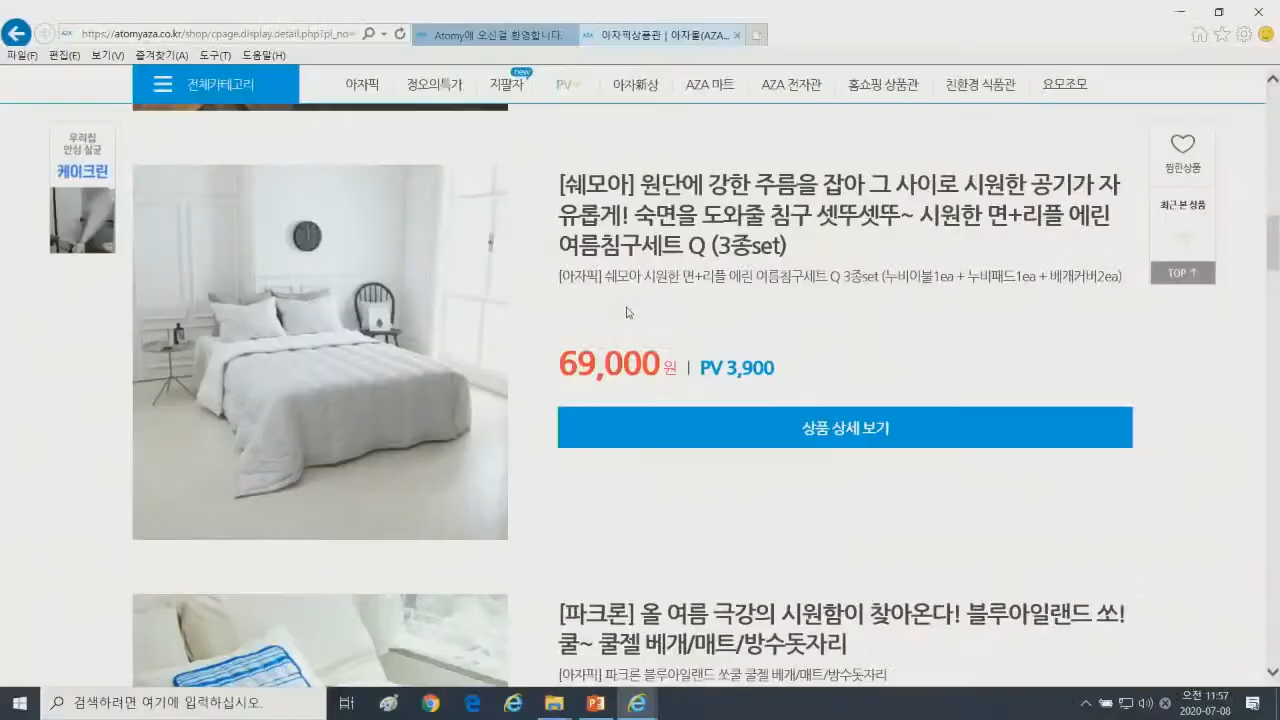 https://atomyaza.co.kr/shop/cpage.display.detail.php?pl_no=
Atomy에 오신걸 환영합니다.
아자픽상품관 | 아자몰(AZA...
파일(F) 편집(E) 보기(V) 즐겨찾기(A) 도구(T) 도움말(H)
전체카테고리
아자픽
정오의특가
지팔자
new
PV+
아자新상
AZA 마트
AZA 전자관
홈쇼핑 상품관
친환경 식품관
요모조모
우리집
안심 살균
케이크린
찜한상품
최근 본 상품
TOP ↑
[쉐모아] 원단에 강한 주름을 잡아 그 사이로 시원한 공기가 자
유롭게! 숙면을 도와줄 침구 셋뚜셋뚜~ 시원한 면+리플 에린
여름침구세트 Q (3종set)
[아자픽] 쉐모아 시원한 면+리플 에린 여름침구세트 Q 3종set (누비이불1ea + 누비패드1ea + 베개커버2ea)
69,000원 | PV 3,900
상품 상세 보기
[파크론] 올 여름 극강의 시원함이 찾아온다! 블루아일랜드 쏘!
쿨~ 쿨젤 베개/매트/방수돗자리
[아자픽] 파크론 블루아일랜드 쏘쿨 쿨젤 베개/매트/방수돗자리
검색하려면 여기에 입력하십시오.
오전 11:57
2020-07-08